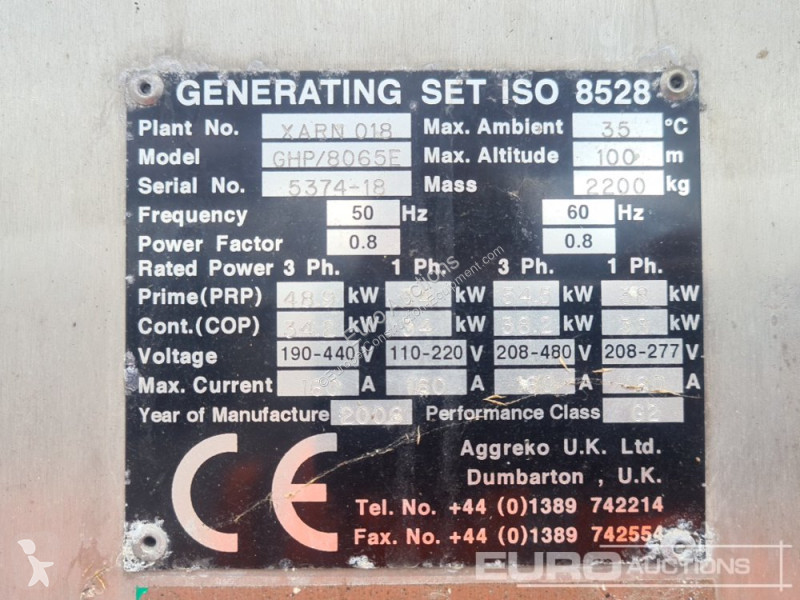 GENERATING SET ISO 8528
Plant No. XARN 018 Max. Ambient 35 °C
Model GHP/8065E Max. Altitude 100 m
Serial No. 5374-18 Mass 2200 kg
Frequency 50 Hz 60 Hz
Power Factor 0.8 0.8
Rated Power 3 Ph. 1 Ph. 3 Ph. 1 Ph.
Prime(PRP) kW kW kW kW
Cont.(COP) kW kW kW kW
Voltage 190-440 V 110-220 V 208-480 V 208-277 V
Max. Current A 160 A A A
Year of Manufacture 2006 Performance Class G2
CE
Aggreko U.K. Ltd.
Dumbarton , U.K.
Tel. No. +44 (0)1389 742214
Fax. No. +44 (0)1389 742554
EURO AUCTIONS